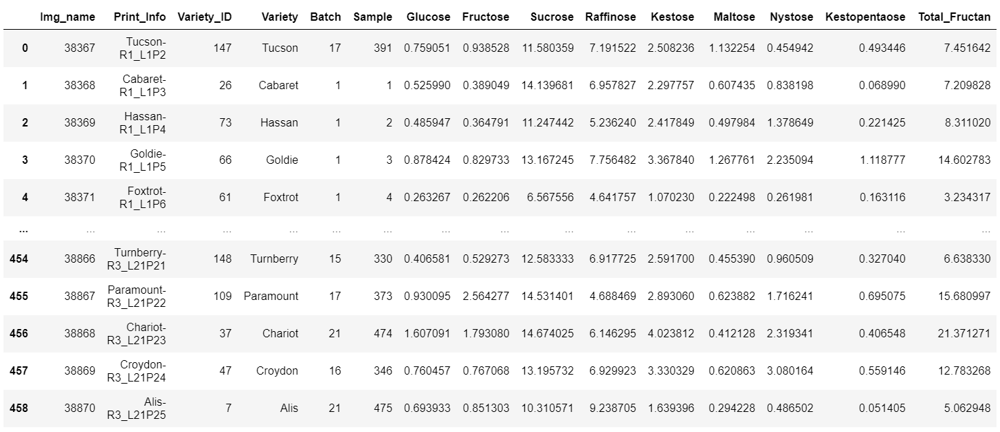 Img_name Print_Info Variety_ID Variety Batch Sample Glucose Fructose Sucrose Raffinose Kestose Maltose Nystose Kestopentaose Total_Fructan
0 38367 Tucson-R1_L1P2 147 Tucson 17 391 0.759051 0.938528 11.580359 7.191522 2.508236 1.132254 0.454942 0.493446 7.451642
1 38368 Cabaret-R1_L1P3 26 Cabaret 1 1 0.525990 0.389049 14.139681 6.957827 2.297757 0.607435 0.838198 0.068990 7.209828
2 38369 Hassan-R1_L1P4 73 Hassan 1 2 0.485947 0.364791 11.247442 5.236240 2.417849 0.497984 1.378649 0.221425 8.311020
3 38370 Goldie-R1_L1P5 66 Goldie 1 3 0.878424 0.829733 13.167245 7.756482 3.367840 1.267761 2.235094 1.118777 14.602783
4 38371 Foxtrot-R1_L1P6 61 Foxtrot 1 4 0.263267 0.262206 6.567556 4.641757 1.070230 0.222498 0.261981 0.163116 3.234317
... ... ... ... ... ... ... ... ... ... ... ... ... ... ... ...
454 38866 Turnberry-R3_L21P21 148 Turnberry 15 330 0.406581 0.529273 12.583333 6.917725 2.591700 0.455390 0.960509 0.327040 6.638330
455 38867 Paramount-R3_L21P22 109 Paramount 17 373 0.930095 2.564277 14.531401 4.688469 2.893060 0.623882 1.716241 0.695075 15.680997
456 38868 Chariot-R3_L21P23 37 Chariot 21 474 1.607091 1.793080 14.674025 6.146295 4.023812 0.412128 2.319341 0.406548 21.371271
457 38869 Croydon-R3_L21P24 47 Croydon 16 346 0.760457 0.767068 13.195732 6.929923 3.330329 0.620863 3.080164 0.559146 12.783268
458 38870 Alis-R3_L21P25 7 Alis 21 475 0.693933 0.851303 10.310571 9.238705 1.639396 0.294228 0.486502 0.051405 5.062948